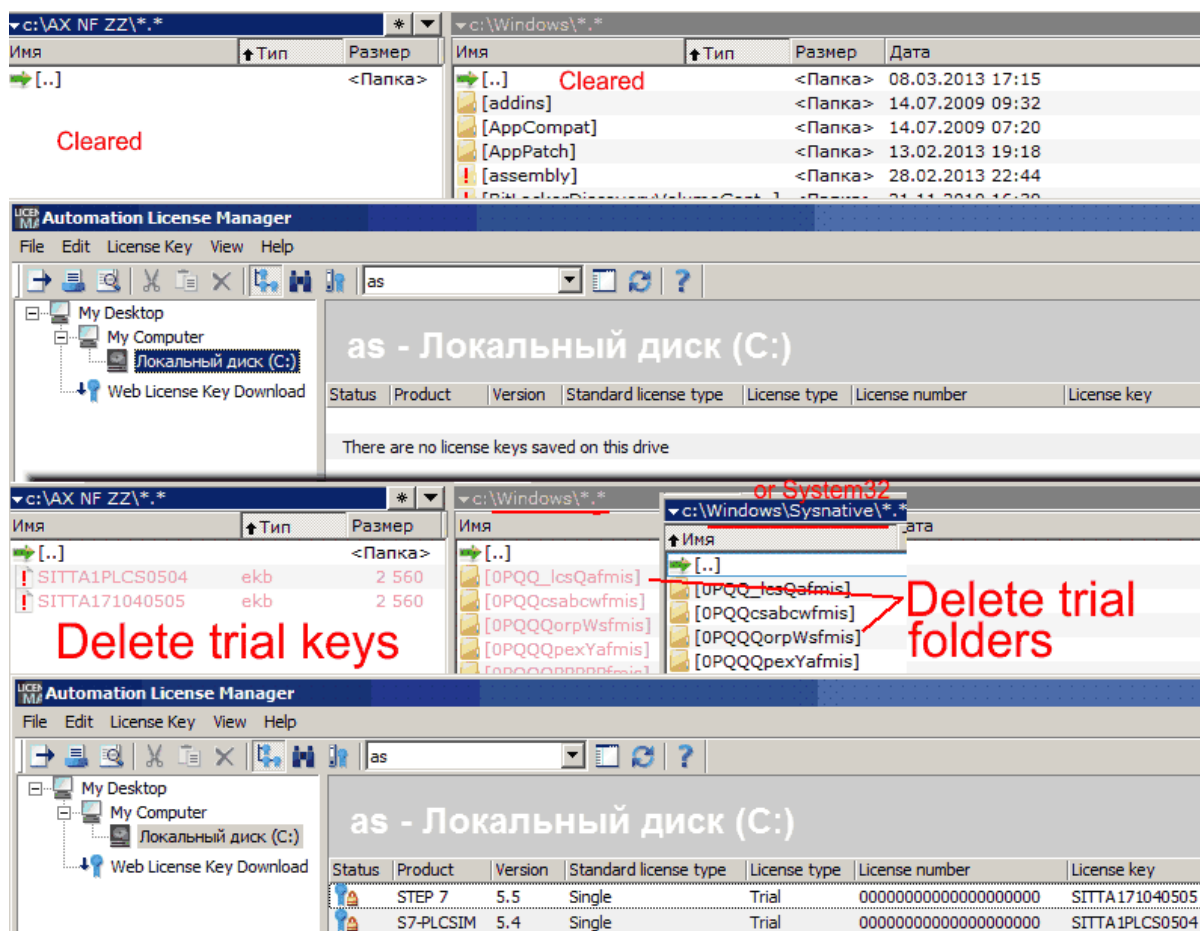 c:\AX NF ZZ\*.* * c:\Windows\*.*
Имя Тип Размер Имя Тип Размер Дата
[..] <Папка> [..] Cleared <Папка> 08.03.2013 17:15
[addins] <Папка> 14.07.2009 09:32
Cleared [AppCompat] <Папка> 14.07.2009 07:20
[AppPatch] <Папка> 13.02.2013 19:18
[assembly] <Папка> 28.02.2013 22:44
Automation License Manager
File Edit License Key View Help
as
My Desktop
My Computer
Локальный диск (C:)
Web License Key Download
as - Локальный диск (C:)
Status Product Version Standard license type License type License number License key
There are no license keys saved on this drive
c:\AX NF ZZ\*.* * c:\Windows\*.* or System32
c:\Windows\Sysnative\*.*
Имя Тип Размер Имя Имя ата
[..] <Папка> [..] [..]
SITTA1PLCS0504 ekb 2 560 [0PQQ_lcsQafmis] [0PQQ_lcsQafmis]
SITTA171040505 ekb 2 560 [0PQQcsabcwfmis] [0PQQcsabcwfmis]
[0PQQQorpWsfmis] [0PQQQorpWsfmis]
[0PQQQpexYafmis] [0PQQQpexYafmis]
Delete trial keys
Delete trial
folders
Automation License Manager
File Edit License Key View Help
as
My Desktop
My Computer
Локальный диск (C:)
Web License Key Download
as - Локальный диск (C:)
Status Product Version Standard license type License type License number License key
STEP 7 5.5 Single Trial 00000000000000000000 SITTA171040505
S7-PLCSIM 5.4 Single Trial 00000000000000000000 SITTA1PLCS0504